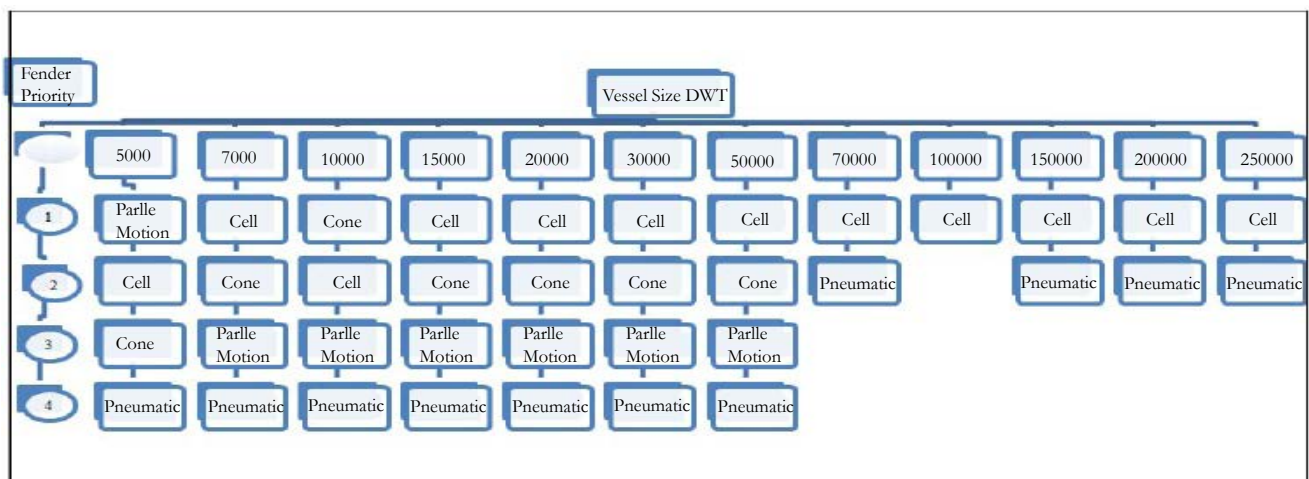 Fender
Priority
Vessel Size DWT
5000 7000 10000 15000 20000 30000 50000 70000 100000 150000 200000 250000
1 Parlle Motion Cell Cone Cell Cell Cell Cell Cell Cell Cell Cell Cell
2 Cell Cone Cell Cone Cone Cone Cone Pneumatic Pneumatic Pneumatic Pneumatic
3 Cone Parlle Motion Parlle Motion Parlle Motion Parlle Motion Parlle Motion Parlle Motion
4 Pneumatic Pneumatic Pneumatic Pneumatic Pneumatic Pneumatic Pneumatic